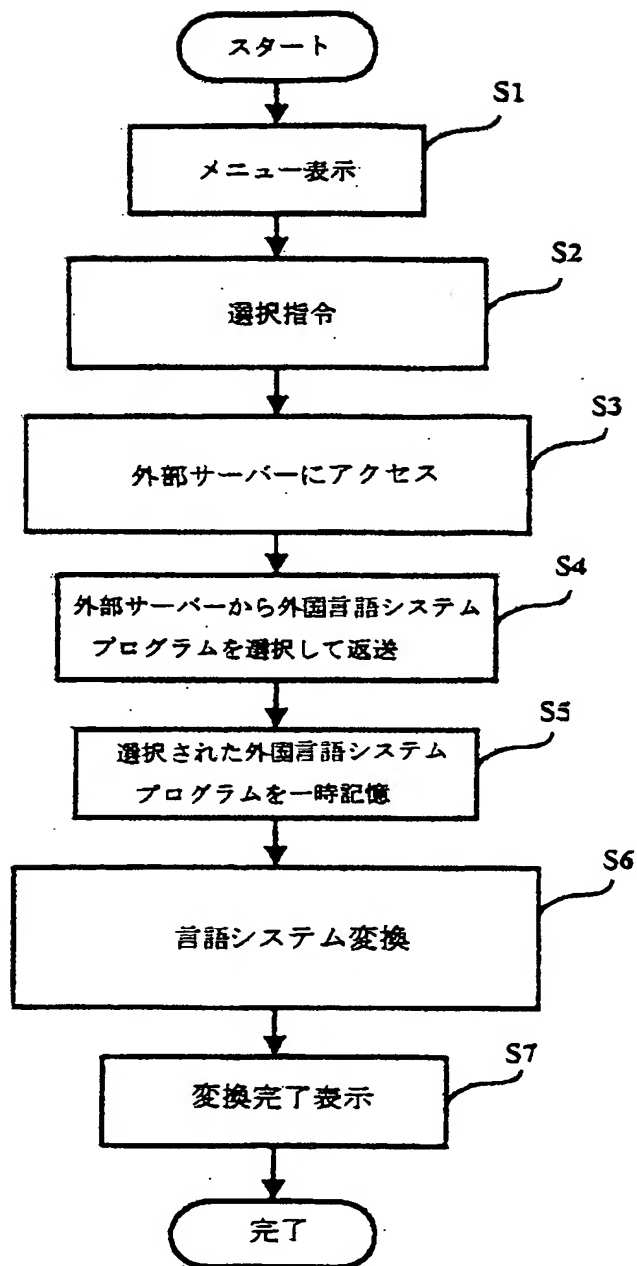 スタート
S1
メニュー表示
S2
選択指令
S3
外部サーバーにアクセス
S4
外部サーバーから外国言語システム
プログラムを選択して返送
S5
選択された外国言語システム
プログラムを一時記憶
S6
言語システム変換
S7
変換完了表示
完了